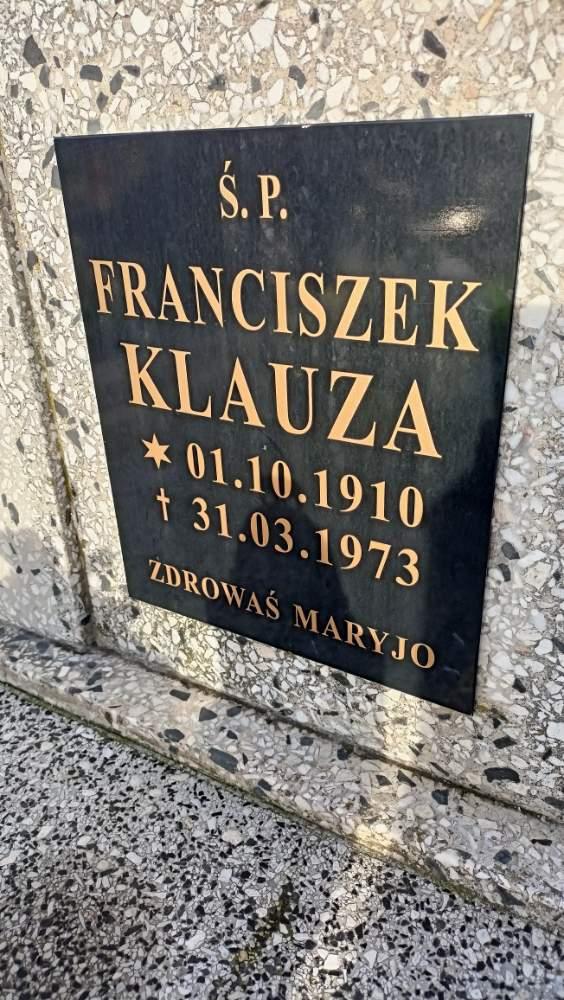 Ś. P.
FRANCISZEK
KLAUZA
✶ 01.10.1910
✝ 31.03.1973
ZDROWAŚ MARYJO